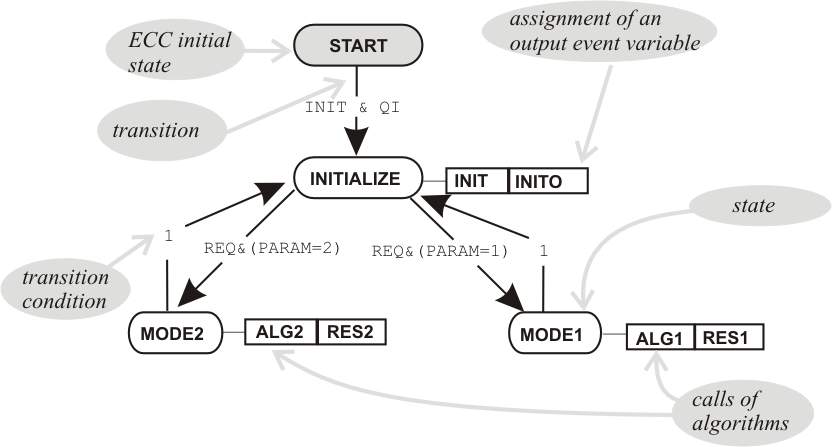 ECC initial
state
START
assignment of an
output event variable
transition
INIT & QI
INITIALIZE
INIT
INITO
state
1
REQ&(PARAM=2)
REQ&(PARAM=1)
1
transition
condition
MODE2
ALG2
RES2
MODE1
ALG1
RES1
calls of
algorithms